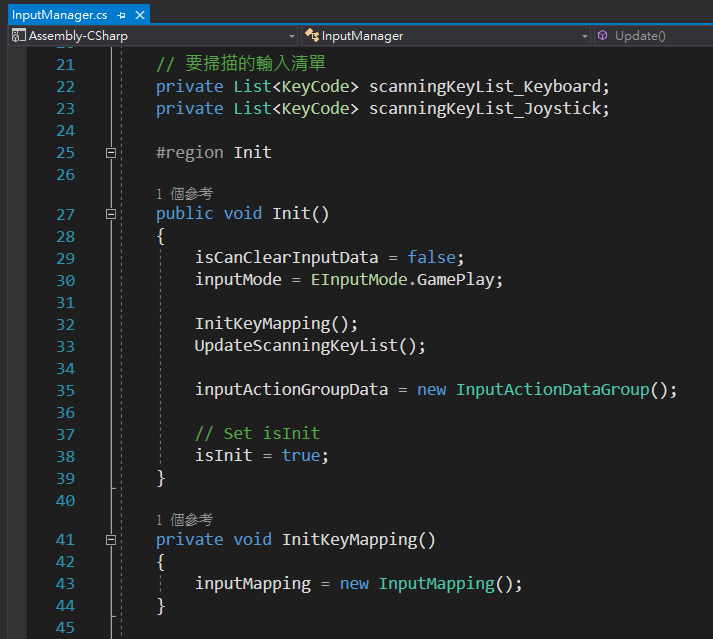 InputManager.cs
Assembly-CSharp InputManager Update()
21 // 要掃描的輸入清單
22 private List<KeyCode> scanningKeyList_Keyboard;
23 private List<KeyCode> scanningKeyList_Joystick;
24
25 #region Init
26
1 個參考
27 public void Init()
28 {
29 isCanClearInputData = false;
30 inputMode = EInputMode.GamePlay;
31
32 InitKeyMapping();
33 UpdateScanningKeyList();
34
35 inputActionGroupData = new InputActionDataGroup();
36
37 // Set isInit
38 isInit = true;
39 }
40
1 個參考
41 private void InitKeyMapping()
42 {
43 inputMapping = new InputMapping();
44 }
45